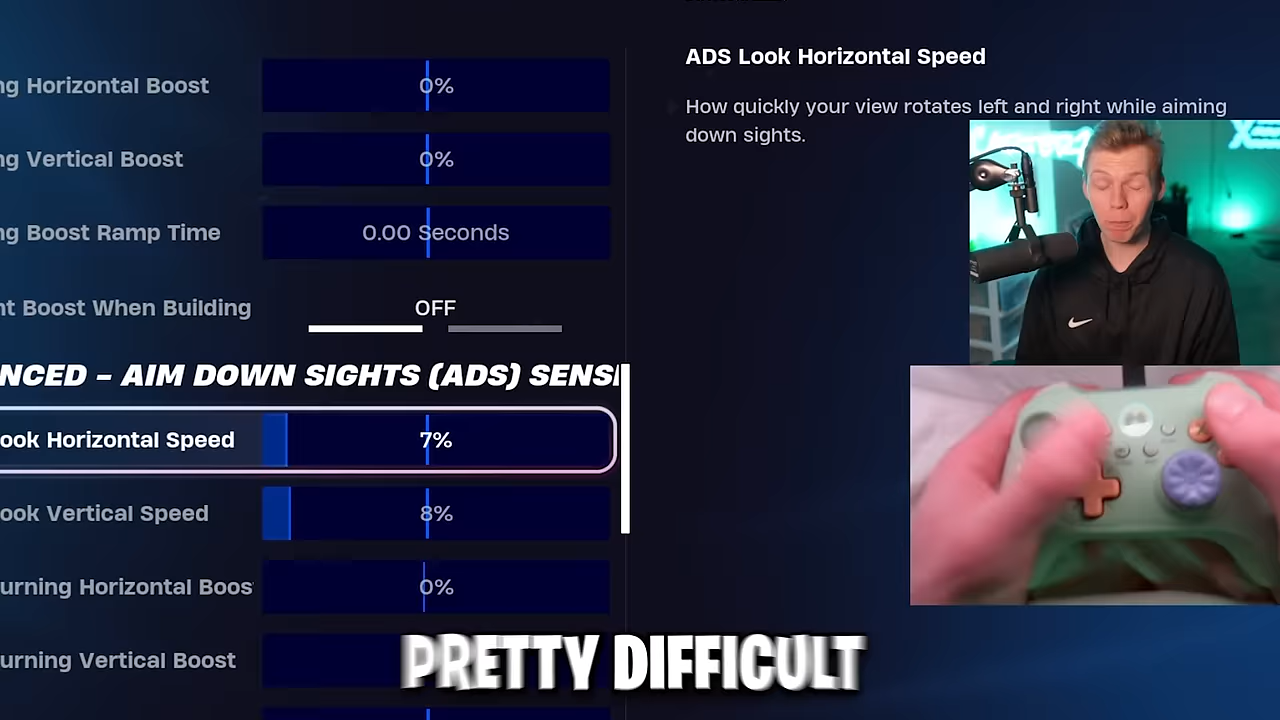 ng Horizontal Boost 0%
ng Vertical Boost 0%
ng Boost Ramp Time 0.00 Seconds
nt Boost When Building OFF
NCED – AIM DOWN SIGHTS (ADS) SENSI
ook Horizontal Speed 7%
ook Vertical Speed 8%
urning Horizontal Boos 0%
urning Vertical Boost
ADS Look Horizontal Speed
How quickly your view rotates left and right while aiming
down sights.
PRETTY DIFFICULT